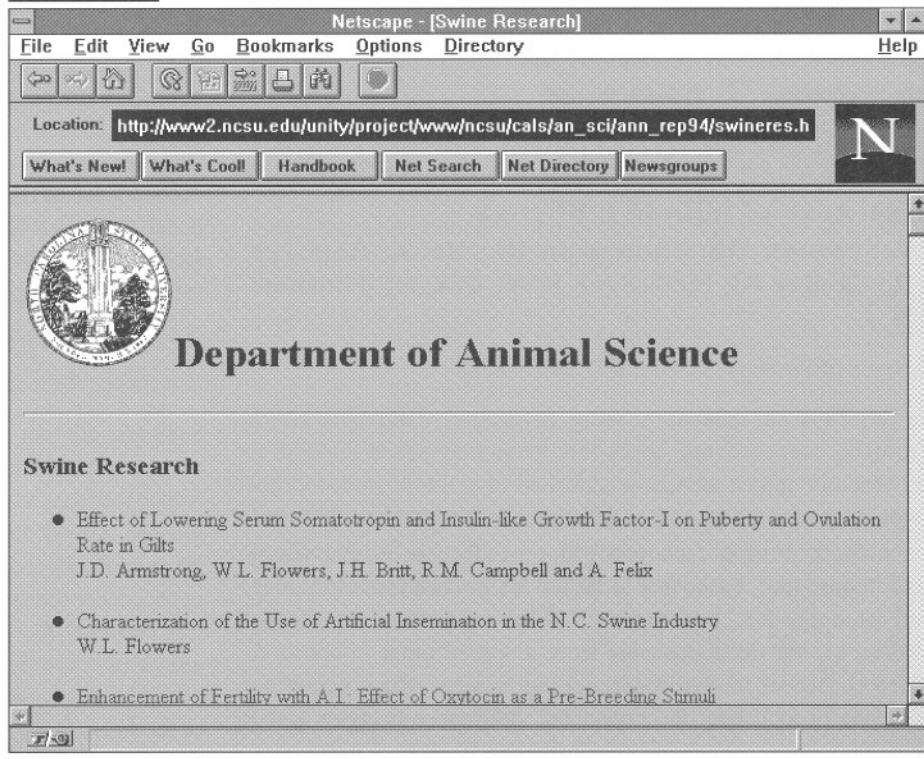 Netscape - [Swine Research]
File Edit View Go Bookmarks Options Directory Help
Location: http://www2.ncsu.edu/unity/project/www/ncsu/cals/an_sci/ann_rep94/swineres.h
N
What's New! What's Cool! Handbook Net Search Net Directory Newsgroups
NORTH CAROLINA STATE UNIVERSITY
Department of Animal Science
Swine Research
Effect of Lowering Serum Somatotropin and Insulin-like Growth Factor-I on Puberty and Ovulation
Rate in Gilts
J.D. Armstrong, W.L. Flowers, J.H. Britt, R.M. Campbell and A. Felix
Characterization of the Use of Artificial Insemination in the N.C. Swine Industry
W.L. Flowers
Enhancement of Fertility with A.I.: Effect of Oxytocin as a Pre-Breeding Stimuli